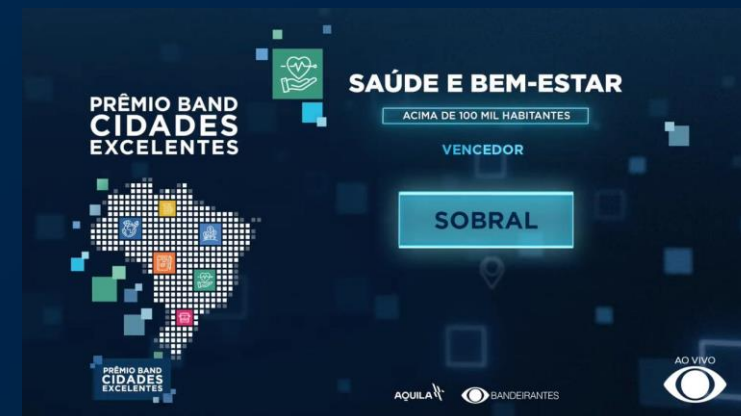 PRÊMIO BAND
CIDADES
EXCELENTES
SAÚDE E BEM-ESTAR
ACIMA DE 100 MIL HABITANTES
VENCEDOR
SOBRAL
PRÊMIO BAND
CIDADES
EXCELENTES
AQUILA
BANDEIRANTES
AO VIVO